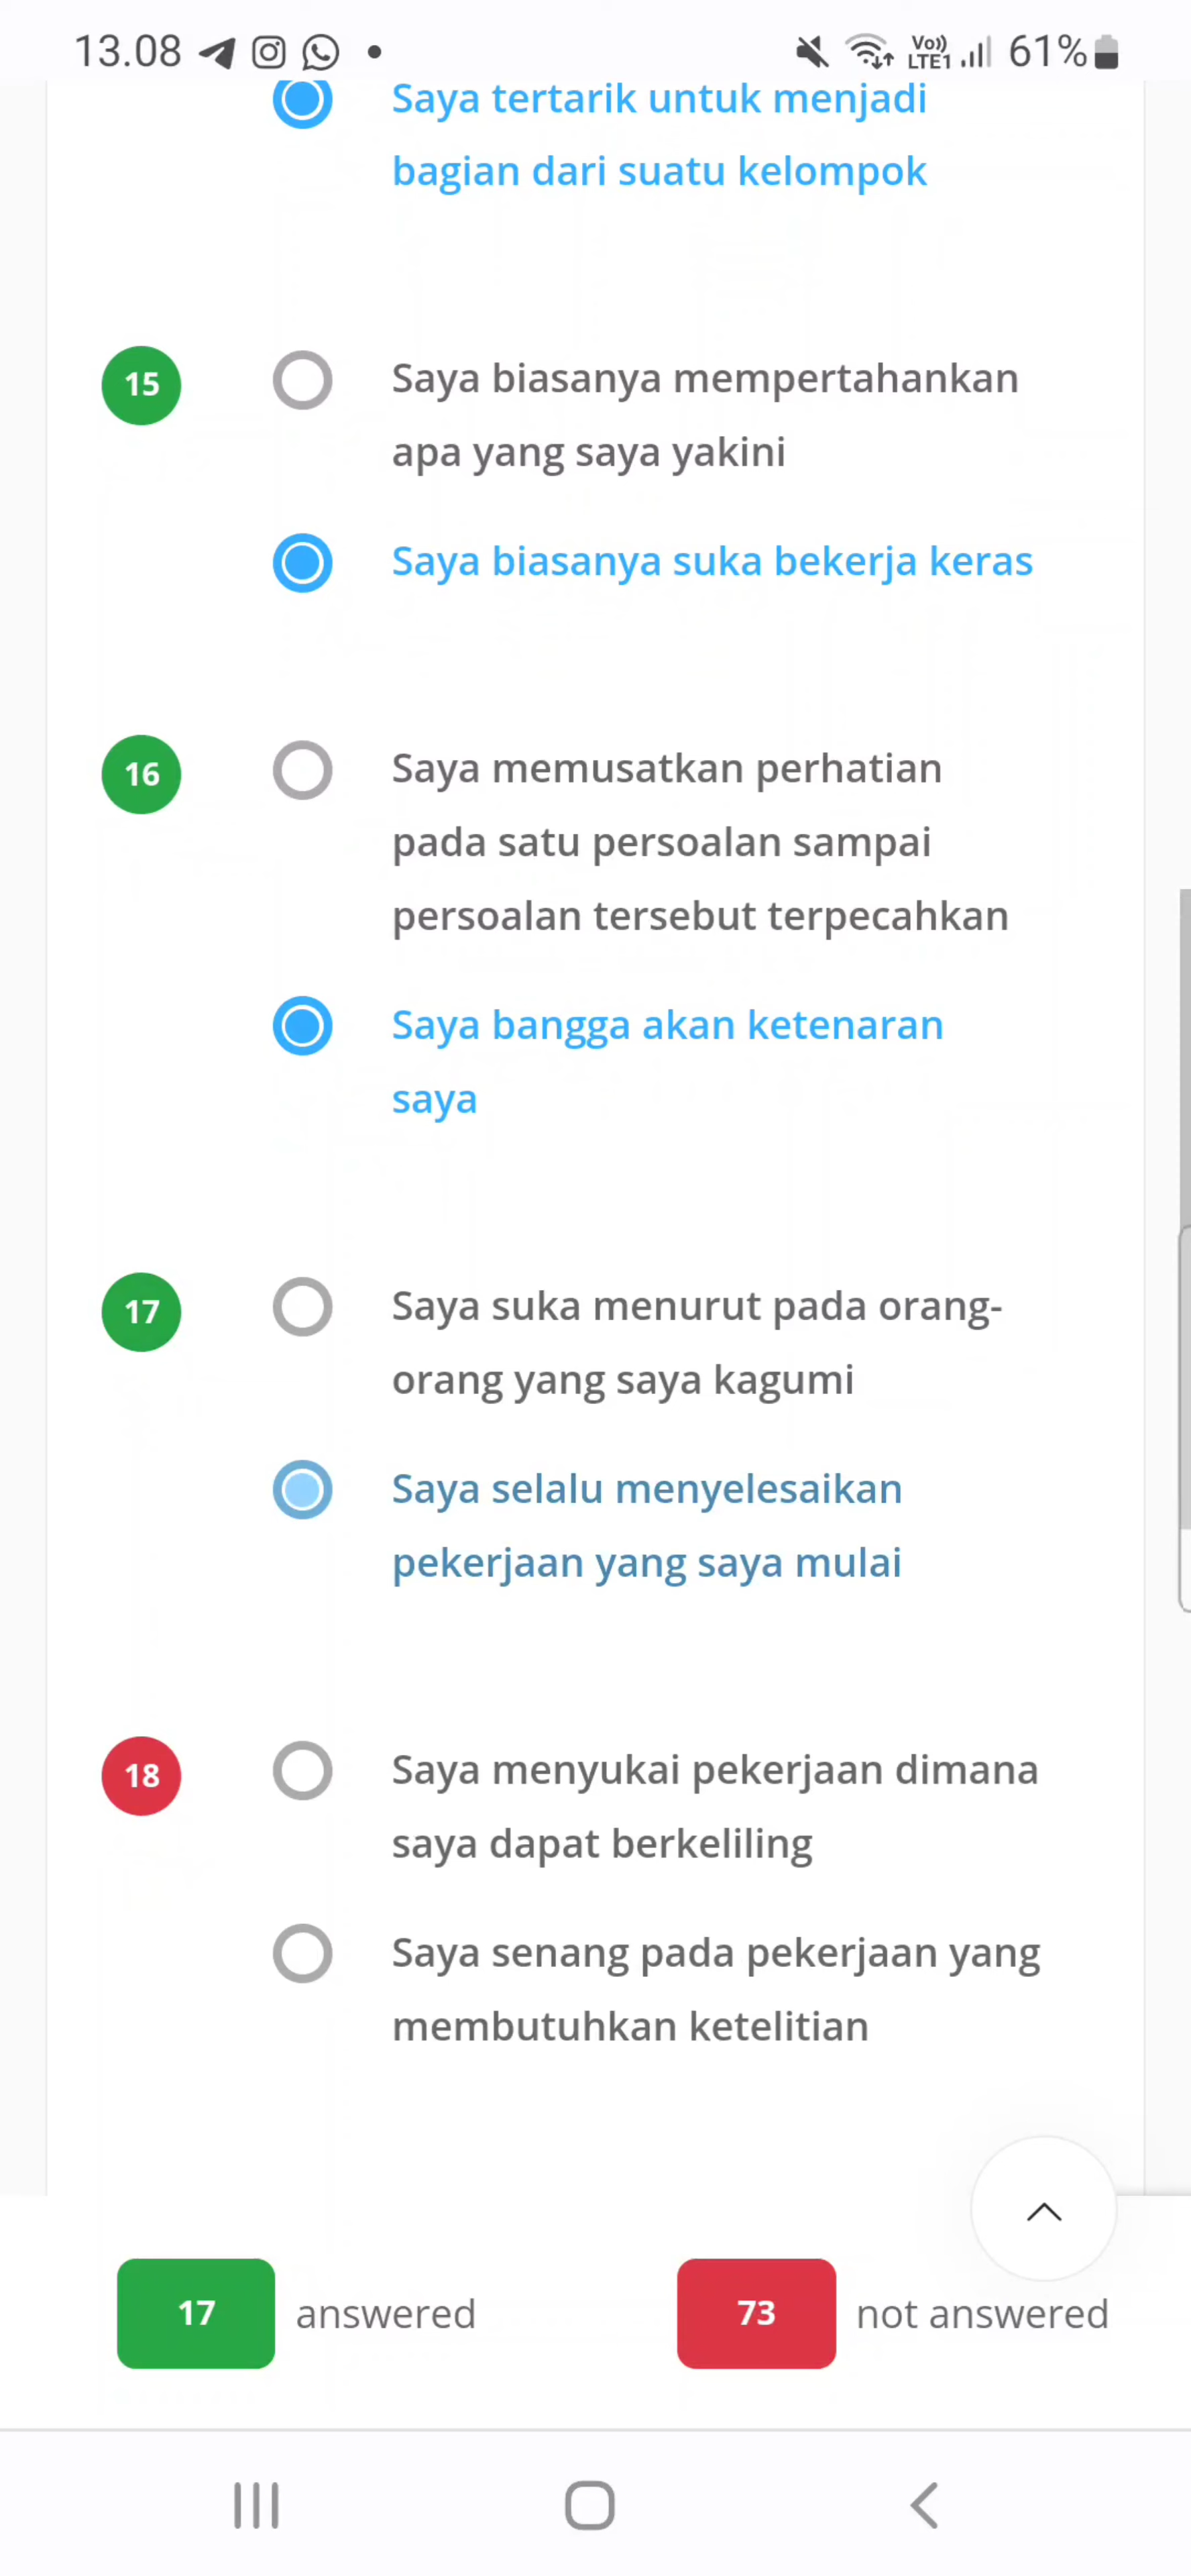 13.08
Vo)) LTE1 61%
Saya tertarik untuk menjadi
bagian dari suatu kelompok
15
Saya biasanya mempertahankan
apa yang saya yakini
Saya biasanya suka bekerja keras
16
Saya memusatkan perhatian
pada satu persoalan sampai
persoalan tersebut terpecahkan
Saya bangga akan ketenaran
saya
17
Saya suka menurut pada orang-
orang yang saya kagumi
Saya selalu menyelesaikan
pekerjaan yang saya mulai
18
Saya menyukai pekerjaan dimana
saya dapat berkeliling
Saya senang pada pekerjaan yang
membutuhkan ketelitian
17 answered
73 not answered